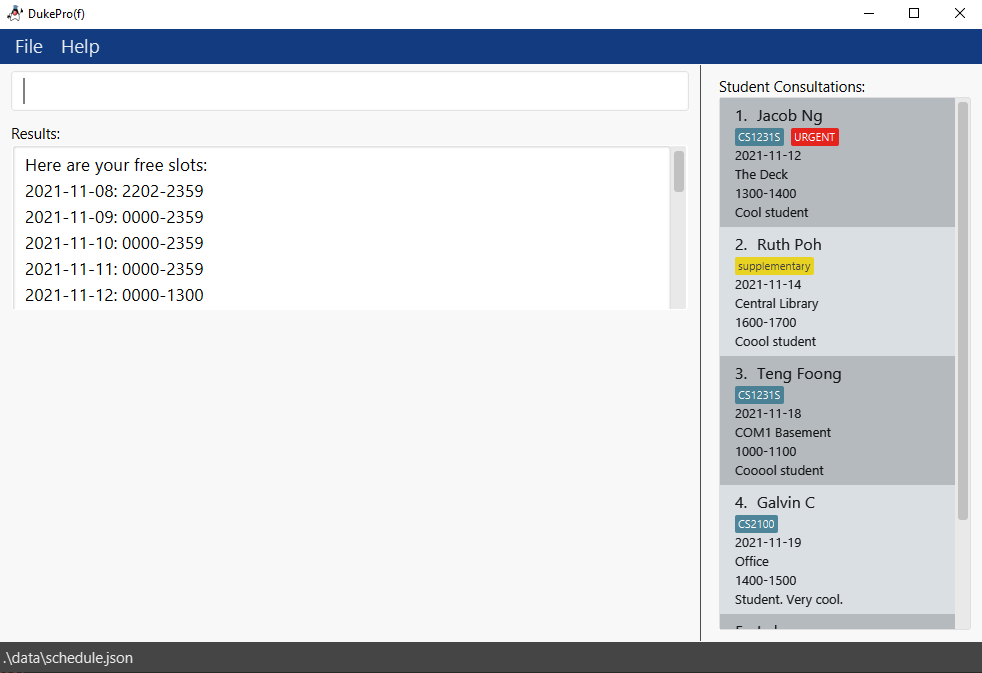 DukePro(f)
File Help
Results:
Here are your free slots:
2021-11-08: 2202-2359
2021-11-09: 0000-2359
2021-11-10: 0000-2359
2021-11-11: 0000-2359
2021-11-12: 0000-1300
Student Consultations:
1. Jacob Ng
CS1231S URGENT
2021-11-12
The Deck
1300-1400
Cool student
2. Ruth Poh
supplementary
2021-11-14
Central Library
1600-1700
Coool student
3. Teng Foong
CS1231S
2021-11-18
COM1 Basement
1000-1100
Cooool student
4. Galvin C
CS2100
2021-11-19
Office
1400-1500
Student. Very cool.
.\data\schedule.json